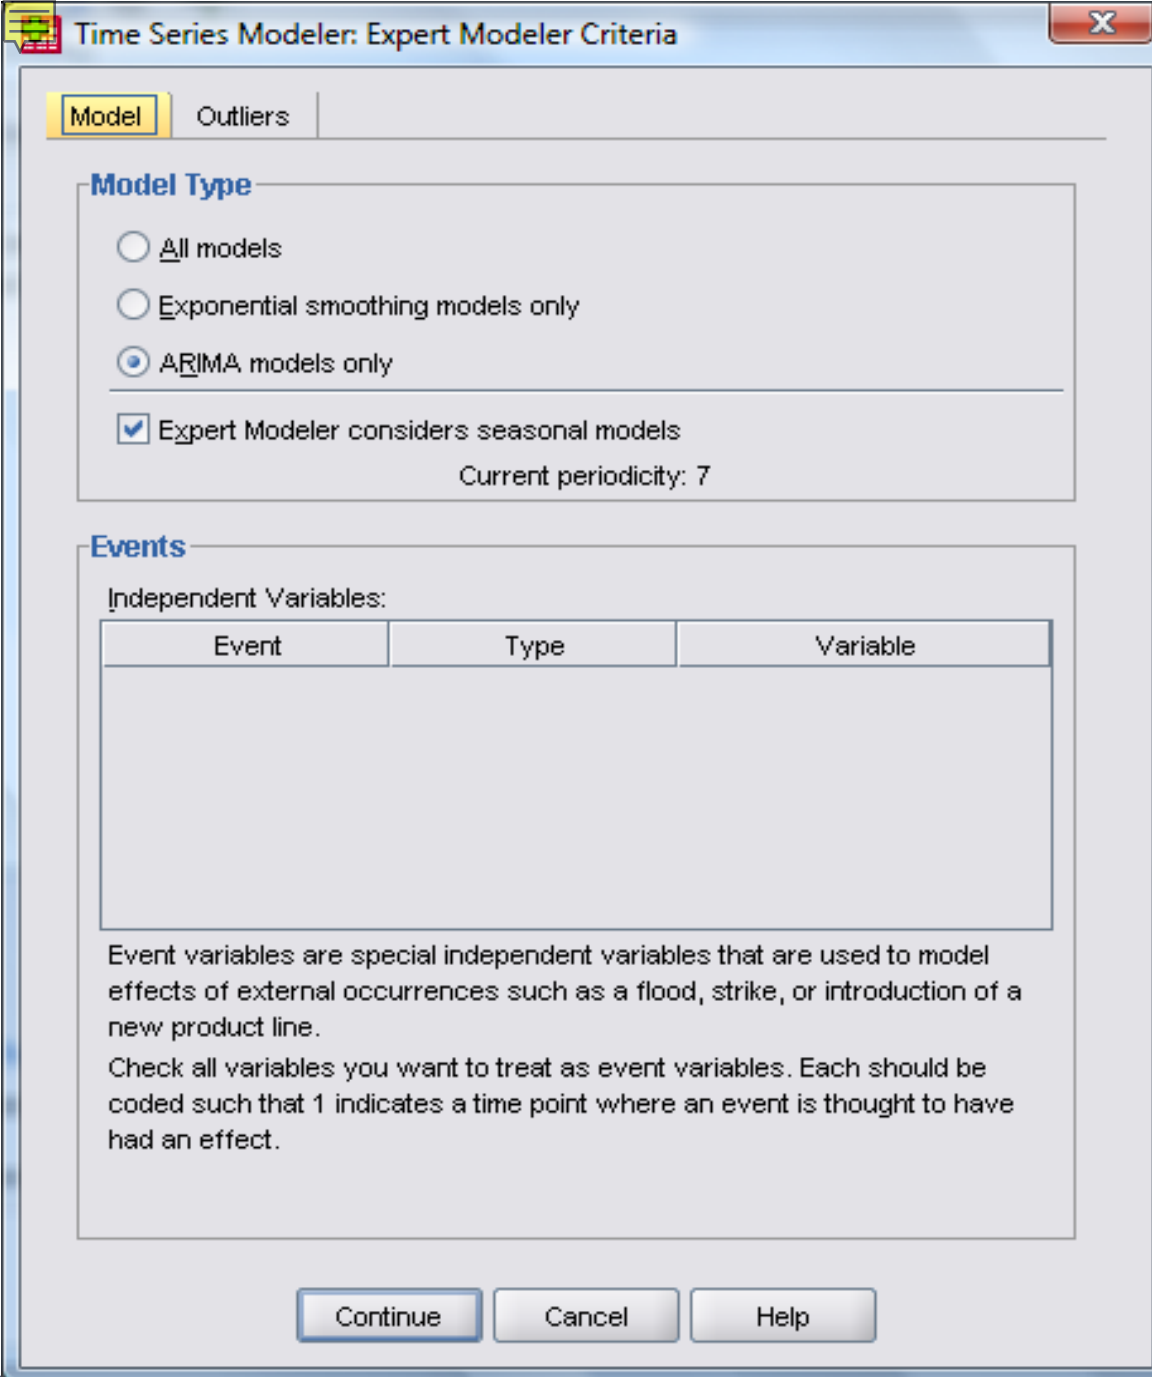 Time Series Modeler: Expert Modeler Criteria
Model
Outliers
Model Type
All models
Exponential smoothing models only
ARIMA models only
Expert Modeler considers seasonal models
Current periodicity: 7
Events
Independent Variables:
Event
Type
Variable
Event variables are special independent variables that are used to model
effects of external occurrences such as a flood, strike, or introduction of a
new product line.
Check all variables you want to treat as event variables. Each should be
coded such that 1 indicates a time point where an event is thought to have
had an effect.
Continue
Cancel
Help